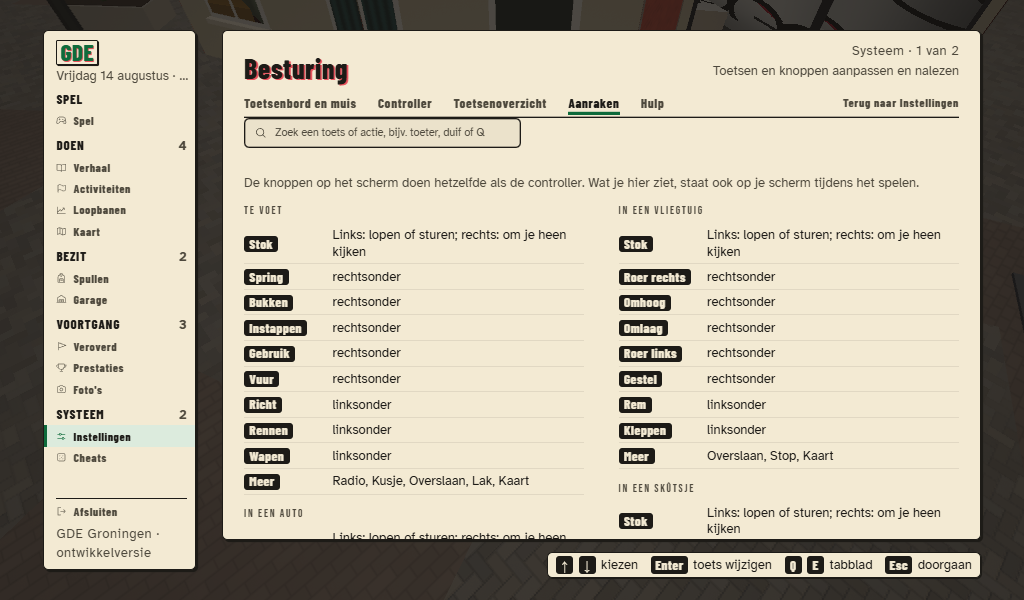 GDE
Vrijdag 14 augustus · ...
SPEL
Spel
DOEN 4
Verhaal
Activiteiten
Loopbanen
Kaart
BEZIT 2
Spullen
Garage
VOORTGANG 3
Veroverd
Prestaties
Foto's
SYSTEEM 2
Instellingen
Cheats
Afsluiten
GDE Groningen ·
ontwikkelversie
Besturing
Systeem · 1 van 2
Toetsen en knoppen aanpassen en nalezen
Toetsenbord en muis Controller Toetsenoverzicht Aanraken Hulp Terug naar Instellingen
Zoek een toets of actie, bijv. toeter, duif of Q
De knoppen op het scherm doen hetzelfde als de controller. Wat je hier ziet, staat ook op je scherm tijdens het spelen.
TE VOET
Stok Links: lopen of sturen; rechts: om je heen
kijken
Spring rechtsonder
Bukken rechtsonder
Instappen rechtsonder
Gebruik rechtsonder
Vuur rechtsonder
Richt linksonder
Rennen linksonder
Wapen linksonder
Meer Radio, Kusje, Overslaan, Lak, Kaart
IN EEN AUTO
Links: lopen of sturen; rechts: om je heen
IN EEN VLIEGTUIG
Stok Links: lopen of sturen; rechts: om je heen
kijken
Roer rechts rechtsonder
Omhoog rechtsonder
Omlaag rechtsonder
Roer links rechtsonder
Gestel rechtsonder
Rem linksonder
Kleppen linksonder
Meer Overslaan, Stop, Kaart
IN EEN SKÛTSJE
Stok Links: lopen of sturen; rechts: om je heen
kijken
↑ ↓ kiezen Enter toets wijzigen Q E tabblad Esc doorgaan